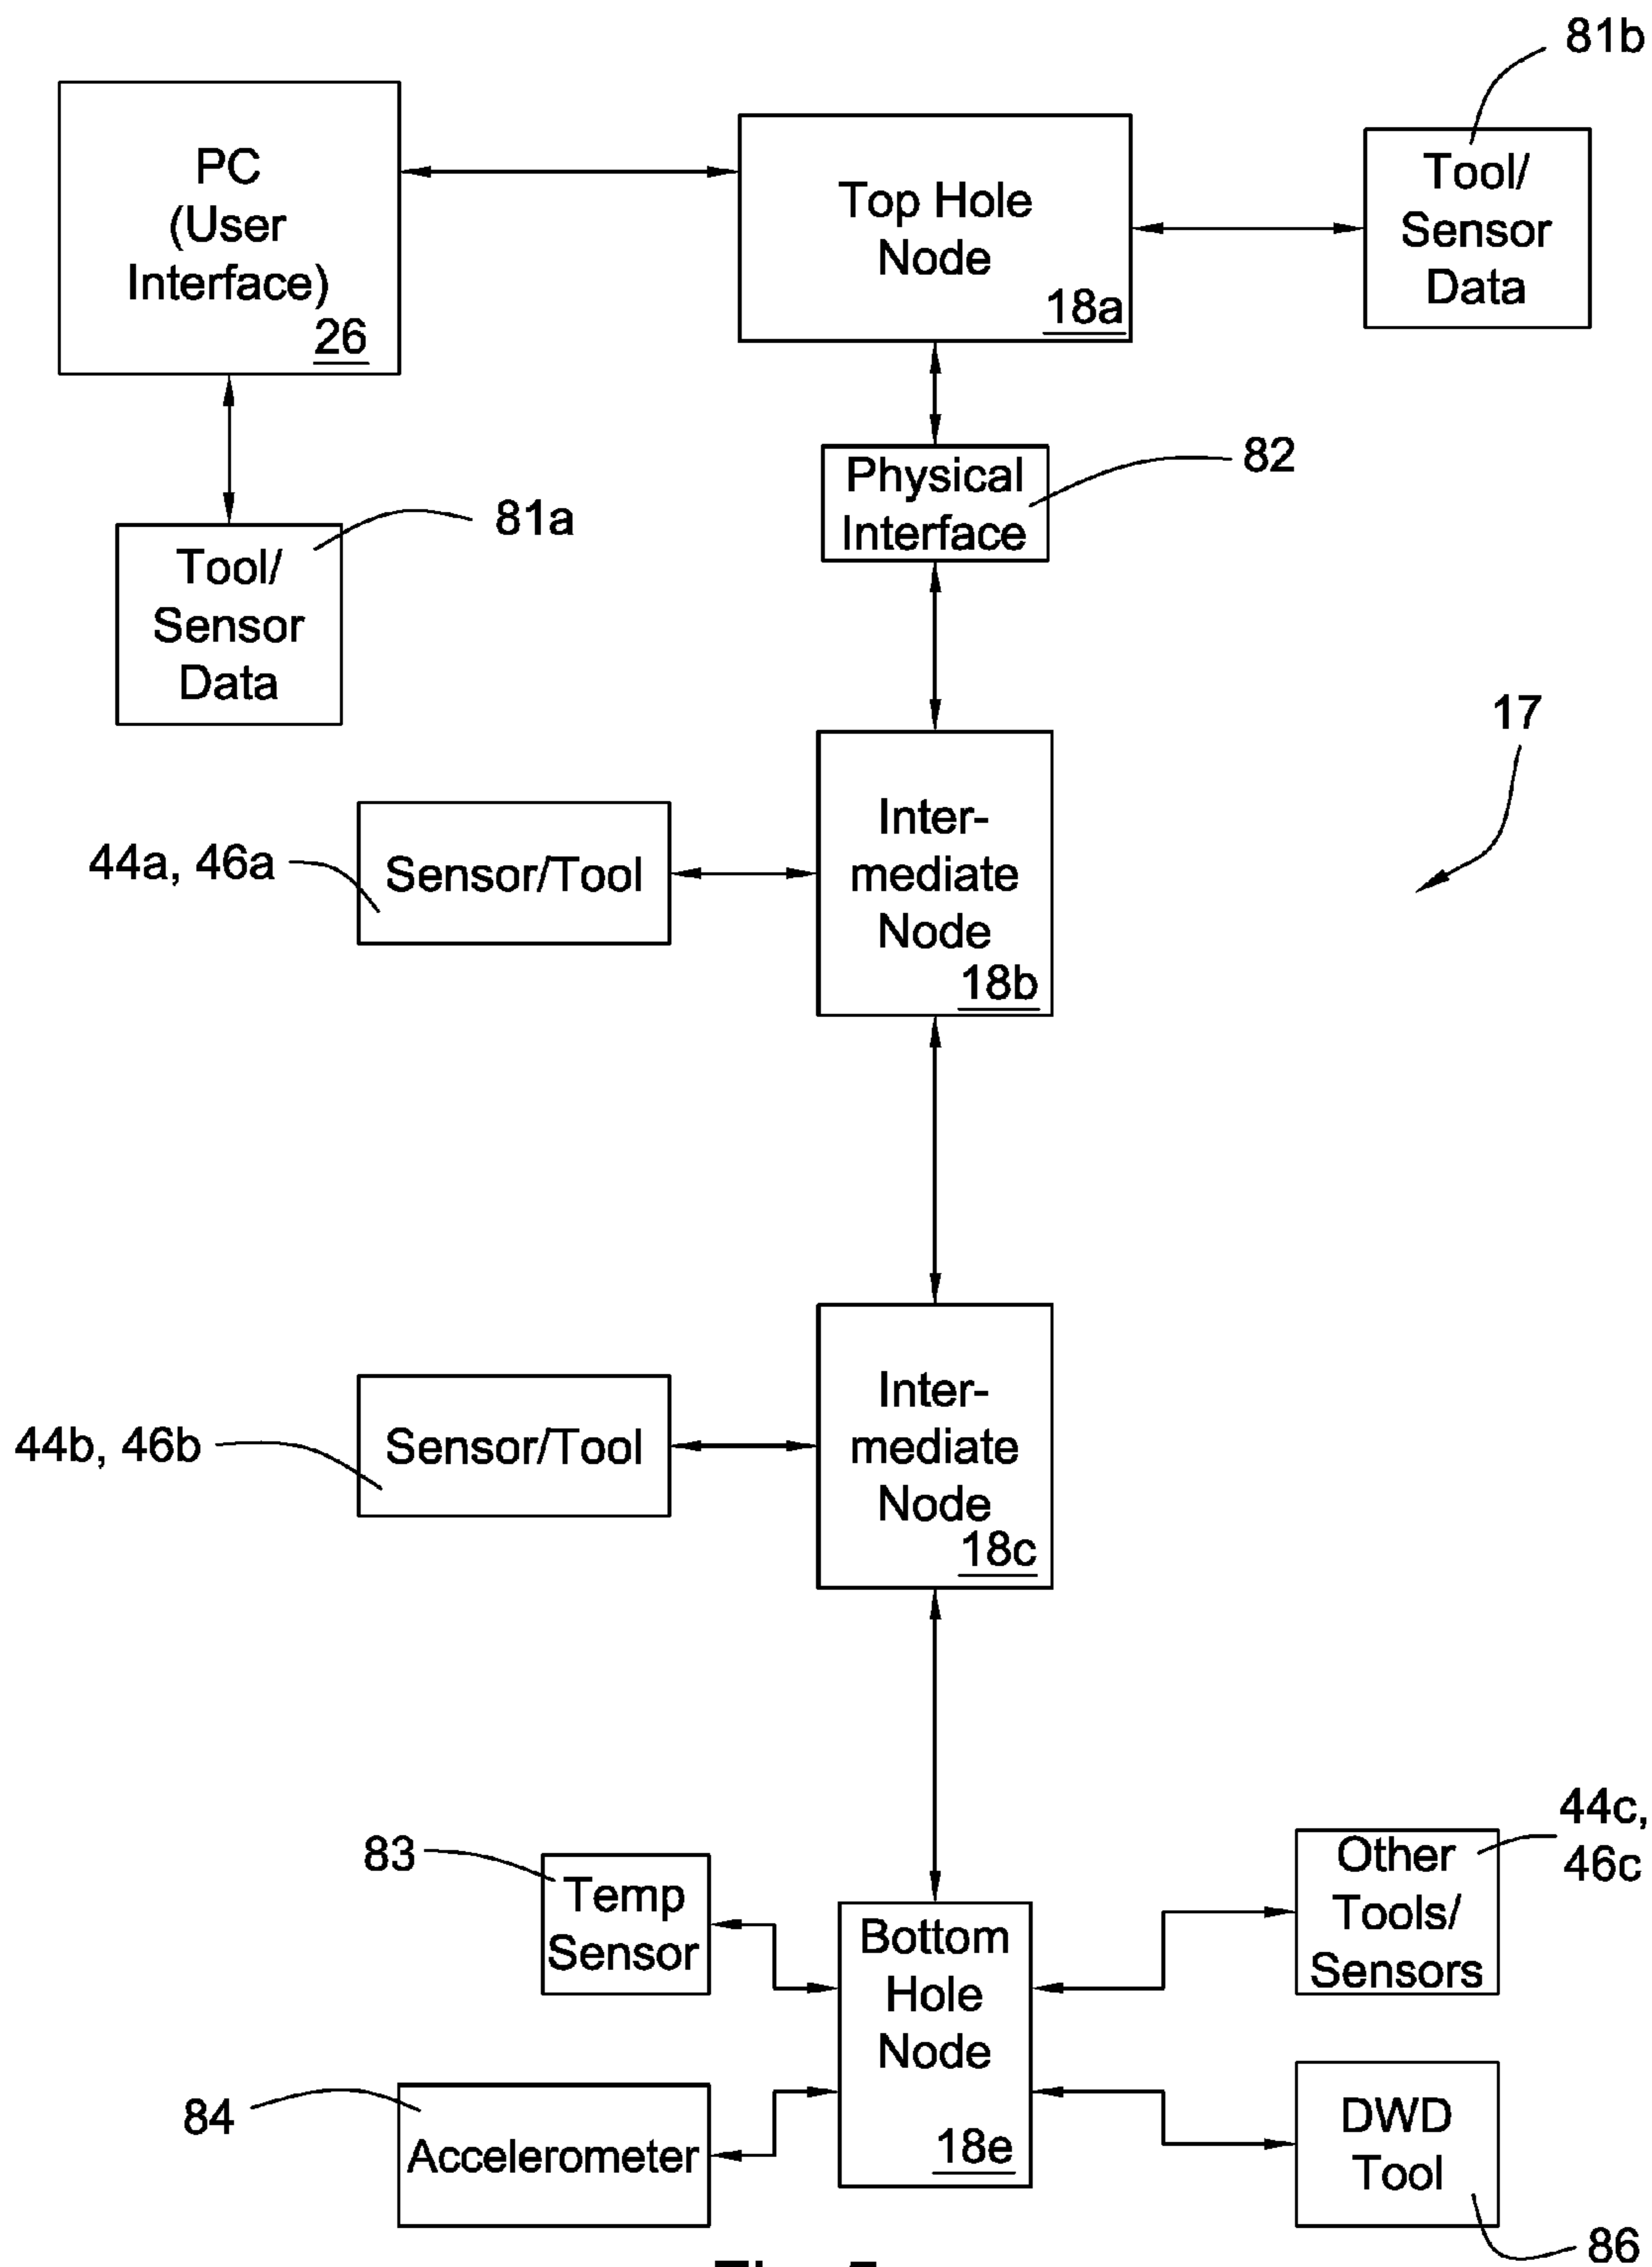 81b
PC
(User
Interface)
26
Top Hole
Node
18a
Tool/
Sensor
Data
82
Physical
Interface
81a
Tool/
Sensor
Data
17
Inter-
mediate
Node
18b
44a, 46a
Sensor/Tool
Inter-
mediate
Node
18c
44b, 46b
Sensor/Tool
44c,
46c
83
Temp
Sensor
Other
Tools/
Sensors
Bottom
Hole
Node
18e
84
Accelerometer
DWD
Tool
86